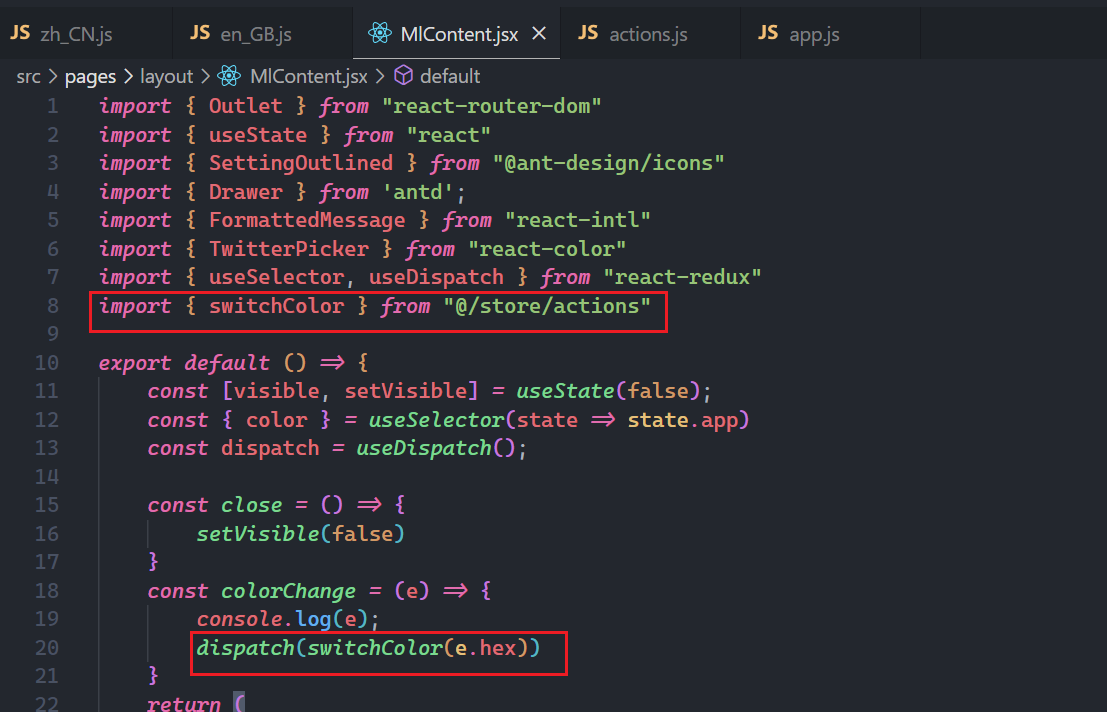 JS zh_CN.js JS en_GB.js MlContent.jsx × JS actions.js JS app.js
src > pages > layout > MlContent.jsx > default
1 import { Outlet } from "react-router-dom"
2 import { useState } from "react"
3 import { SettingOutlined } from "@ant-design/icons"
4 import { Drawer } from 'antd';
5 import { FormattedMessage } from "react-intl"
6 import { TwitterPicker } from "react-color"
7 import { useSelector, useDispatch } from "react-redux"
8 import { switchColor } from "@/store/actions"
9
10 export default () => {
11 const [visible, setVisible] = useState(false);
12 const { color } = useSelector(state => state.app)
13 const dispatch = useDispatch();
14
15 const close = () => {
16 setVisible(false)
17 }
18 const colorChange = (e) => {
19 console.log(e);
20 dispatch(switchColor(e.hex))
21 }
22 return (